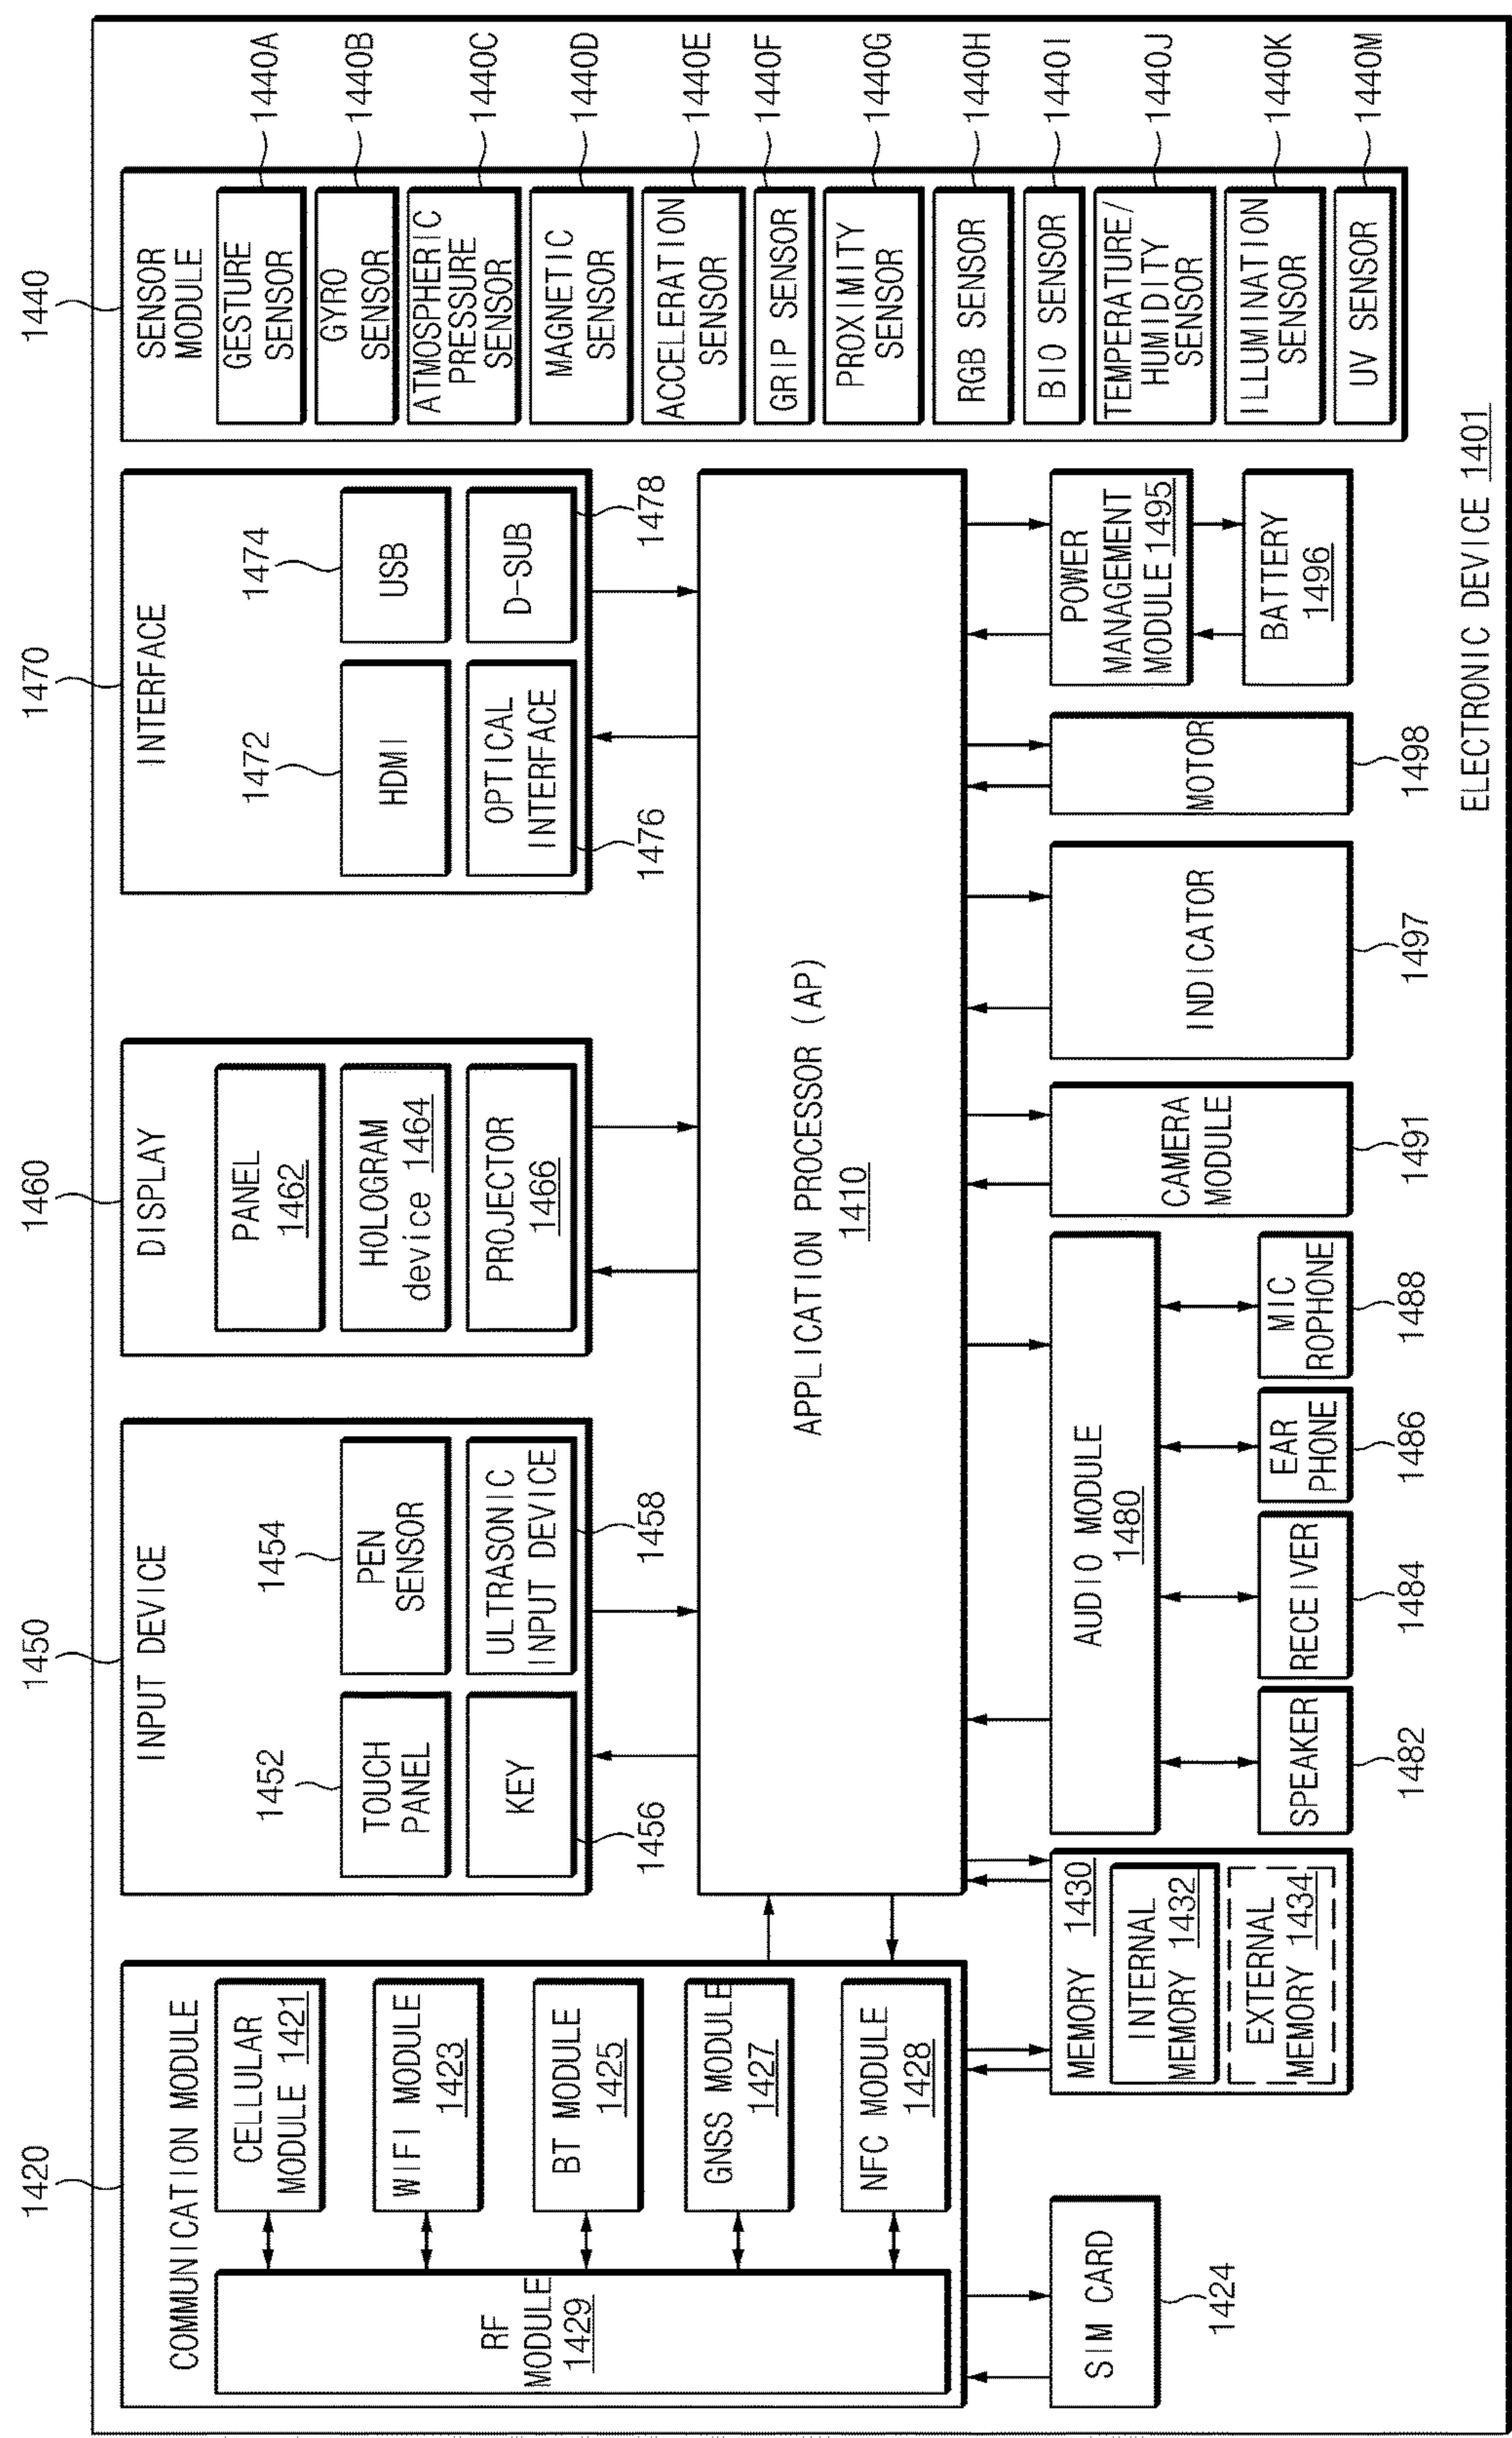 1420
COMMUNICATION MODULE
RF
MODULE
1429
CELLULAR
MODULE 1421
WIFI MODULE
1423
BT MODULE
1425
GNSS MODULE
1427
NFC MODULE
1428
SIM CARD
1424
1450
INPUT DEVICE
1452
TOUCH
PANEL
1454
PEN
SENSOR
KEY
1456
ULTRASONIC
INPUT DEVICE
1458
1460
DISPLAY
PANEL
1462
HOLOGRAM
device 1464
PROJECTOR
1466
1470
INTERFACE
1472
HDMI
1474
USB
OPTICAL
INTERFACE
1476
D-SUB
1478
1440
SENSOR
MODULE
GESTURE
SENSOR
1440A
GYRO
SENSOR
1440B
ATMOSPHERIC
PRESSURE
SENSOR
1440C
MAGNETIC
SENSOR
1440D
ACCELERATION
SENSOR
1440E
GRIP SENSOR
1440F
PROXIMITY
SENSOR
1440G
RGB SENSOR
1440H
BIO SENSOR
1440I
TEMPERATURE/
HUMIDITY
SENSOR
1440J
ILLUMINATION
SENSOR
1440K
UV SENSOR
1440M
APPLICATION PROCESSOR (AP)
1410
MEMORY 1430
INTERNAL
MEMORY 1432
EXTERNAL
MEMORY 1434
AUDIO MODULE
1480
SPEAKER
1482
RECEIVER
1484
EAR
PHONE
1486
MIC
ROPHONE
1488
CAMERA
MODULE
1491
INDICATOR
1497
MOTOR
1498
POWER
MANAGEMENT
MODULE 1495
BATTERY
1496
ELECTRONIC DEVICE 1401